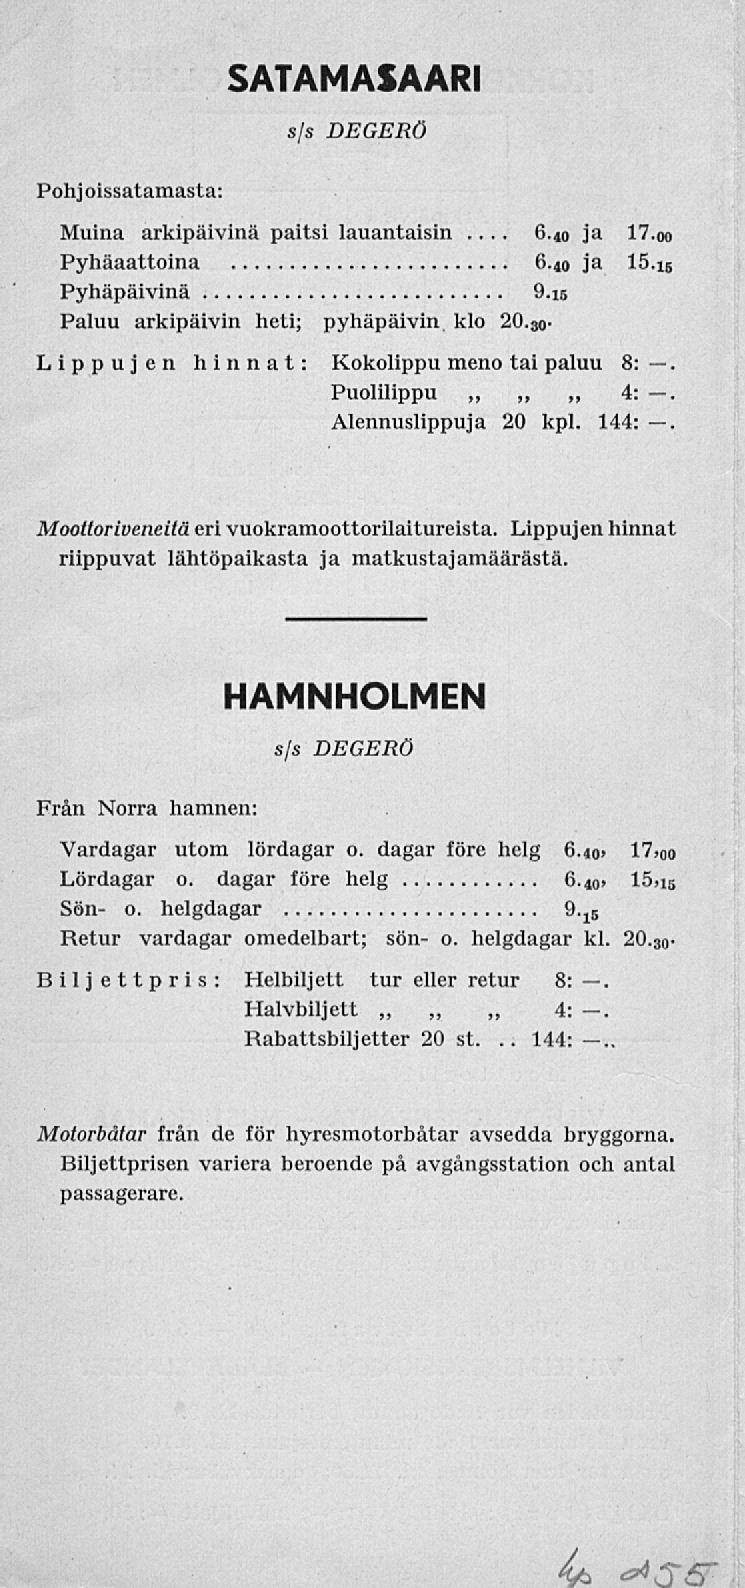 SATAMASAARI
s/s DEGERÖ
Pohjoissatamasta:
Muina arkipäivinä paitsi lauantaisin .... 6.40 ja 17.00
Pyhäaattoina ........................ 6.40 ja 15.15
Pyhäpäivinä .......................... 9.15
Paluu arkipäivin heti; pyhäpäivin klo 20.30.
Lippujen hinnat: Kokolippu meno tai paluu 8: —.
Puolilippu ,, ,, ,, 4: —.
Alennuslippuja 20 kpl. 144: —.
Moottoriveneitä eri vuokramoottorilaitureista. Lippujen hinnat
riippuvat lähtöpaikasta ja matkustajamäärästä.
HAMNHOLMEN
s/s DEGERÖ
Från Norra hamnen:
Vardagar utom lördagar o. dagar före helg 6.40, 17,00
Lördagar o. dagar före helg ............ 6.40, 15,15
Sön- o. helgdagar ...................... 9.15
Retur vardagar omedelbart; sön- o. helgdagar kl. 20.30.
Biljettpris: Helbiljett tur eller retur 8: —.
Halvbiljett ,, ,, ,, 4: —.
Rabattsbiljetter 20 st. .. 144: —..
Motorbåtar från de för hyresmotorbåtar avsedda bryggorna.
Biljettprisen variera beroende på avgångsstation och antal
passagerare.